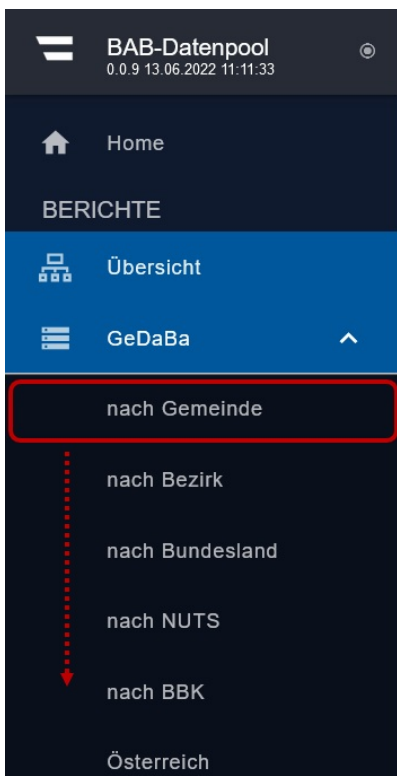 BAB-Datenpool
0.0.9 13.06.2022 11:11:33
Home
BERICHTE
Übersicht
GeDaBa
nach Gemeinde
nach Bezirk
nach Bundesland
nach NUTS
nach BBK
Österreich